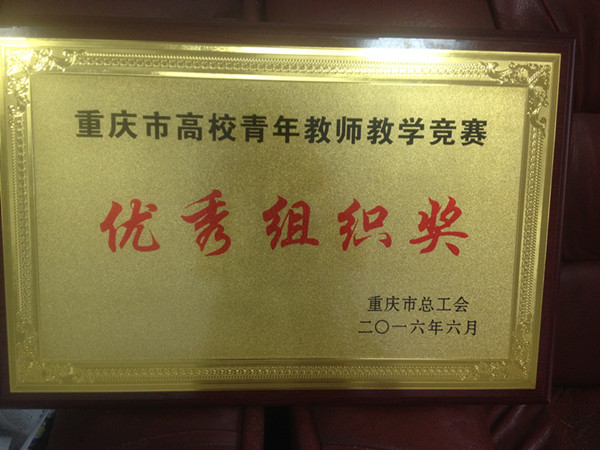 重庆市高校青年教师教学竞赛
优秀组织奖
重庆市总工会
二〇一六年六月